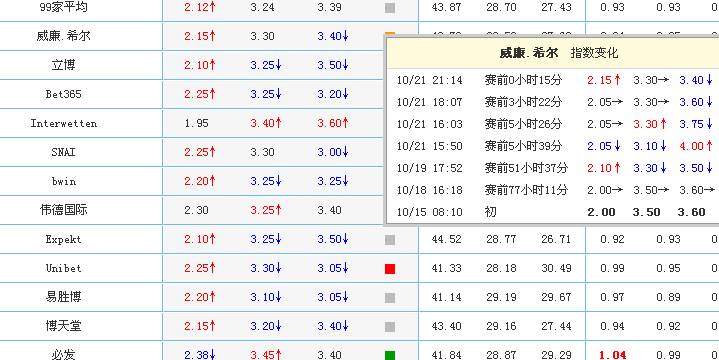 99家平均 2.12↑ 3.24 3.39 43.87 28.70 27.43 0.93 0.93 0.
威廉.希尔 2.15↑ 3.30 3.40↓
立博 2.10↑ 3.25↓ 3.50↓
Bet365 2.25↑ 3.25↓ 3.20↓
Interwetten 1.95 3.40↑ 3.60↑
SNAI 2.25↑ 3.30 3.00↓
bwin 2.20↑ 3.25↓ 3.25↓
伟德国际 2.30 3.25↑ 3.40
威廉.希尔 指数变化
10/21 21:14 赛前0小时15分 2.15↑ 3.30→ 3.40↓
10/21 18:07 赛前3小时22分 2.05→ 3.30→ 3.60↓
10/21 16:03 赛前5小时26分 2.05→ 3.30↑ 3.75↓
10/21 15:50 赛前5小时39分 2.05↓ 3.10↓ 4.00↑
10/19 17:52 赛前51小时37分 2.10↑ 3.30↓ 3.50↓
10/18 16:18 赛前77小时11分 2.00→ 3.50→ 3.60→
10/15 08:10 初 2.00 3.50 3.60
Expekt 2.10↑ 3.25↓ 3.50↓ 44.52 28.77 26.71 0.92 0.93 0.
Unibet 2.25↑ 3.30↓ 3.05↓ 41.33 28.18 30.49 0.99 0.95 0.
易胜博 2.20↑ 3.10↓ 3.05↓ 41.14 29.19 29.67 0.97 0.89 0.
博天堂 2.15↑ 3.20↓ 3.40↓ 43.40 29.16 27.44 0.94 0.92 0.
必发 2.38↓ 3.45↑ 3.40 41.84 28.87 29.29 1.04 0.99 0.